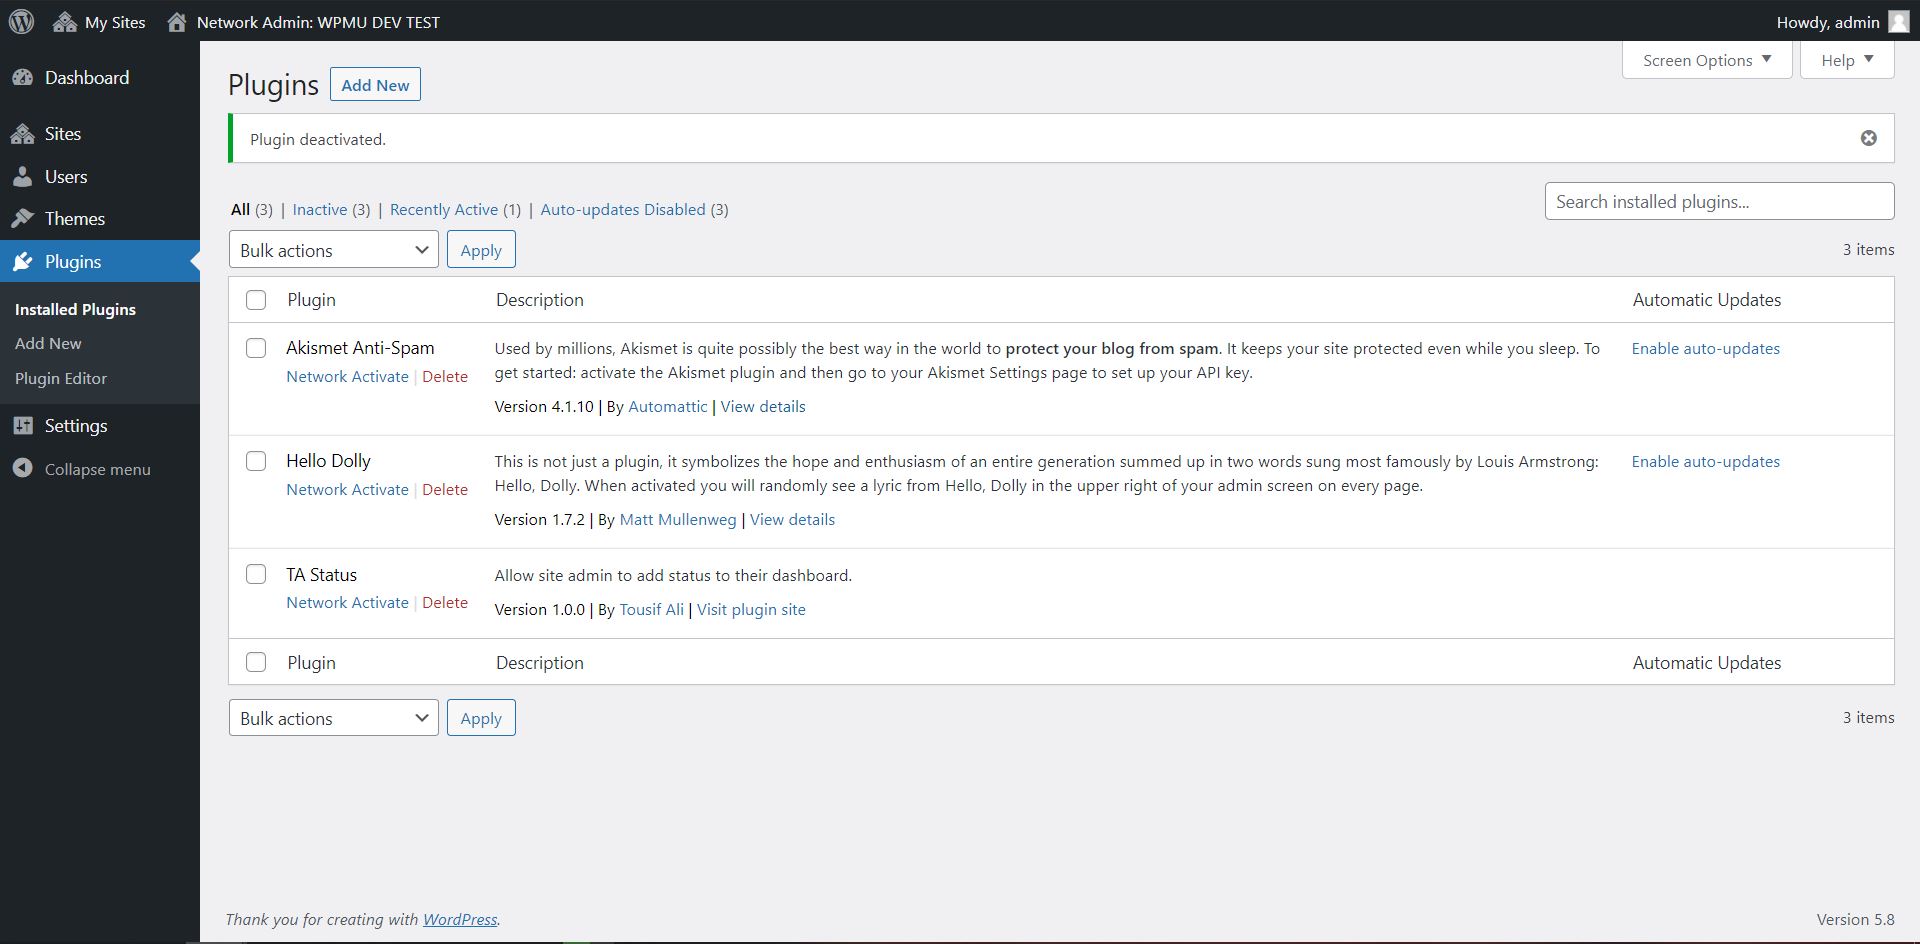 My Sites
Network Admin: WPMU DEV TEST
Howdy, admin
Dashboard
Sites
Users
Themes
Plugins
Installed Plugins
Add New
Plugin Editor
Settings
Collapse menu
Screen Options
Help
Plugins
Add New
Plugin deactivated.
All (3) | Inactive (3) | Recently Active (1) | Auto-updates Disabled (3)
Search installed plugins...
Bulk actions
Apply
3 items
Plugin
Description
Automatic Updates
Akismet Anti-Spam
Network Activate | Delete
Used by millions, Akismet is quite possibly the best way in the world to protect your blog from spam. It keeps your site protected even while you sleep. To
get started: activate the Akismet plugin and then go to your Akismet Settings page to set up your API key.
Version 4.1.10 | By Automattic | View details
Enable auto-updates
Hello Dolly
Network Activate | Delete
This is not just a plugin, it symbolizes the hope and enthusiasm of an entire generation summed up in two words sung most famously by Louis Armstrong:
Hello, Dolly. When activated you will randomly see a lyric from Hello, Dolly in the upper right of your admin screen on every page.
Version 1.7.2 | By Matt Mullenweg | View details
Enable auto-updates
TA Status
Network Activate | Delete
Allow site admin to add status to their dashboard.
Version 1.0.0 | By Tousif Ali | Visit plugin site
Plugin
Description
Automatic Updates
Bulk actions
Apply
3 items
Thank you for creating with WordPress.
Version 5.8